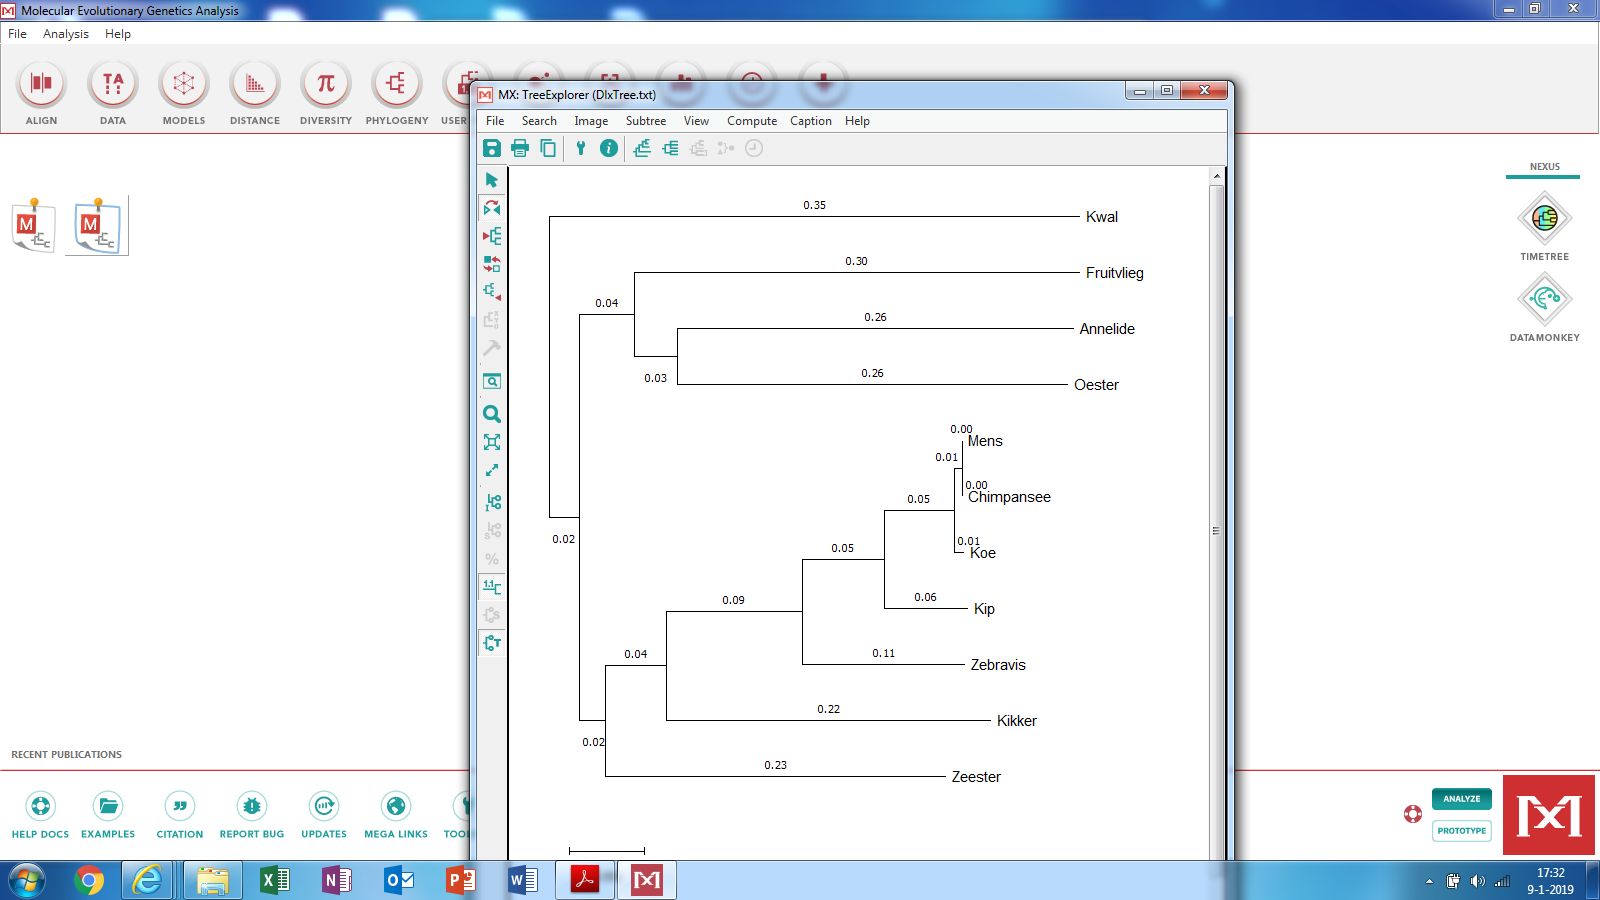 Molecular Evolutionary Genetics Analysis
File Analysis Help
ALIGN DATA MODELS DISTANCE DIVERSITY PHYLOGENY USER
MX: TreeExplorer (DlxTree.txt)
File Search Image Subtree View Compute Caption Help
NEXUS
TIMETREE
DATAMONKEY
0.35
Kwal
0.30
Fruitvlieg
0.04
0.26
Annelide
0.03
0.26
Oester
0.00
Mens
0.01
0.00
Chimpansee
0.05
0.01
Koe
0.02
0.05
0.06
Kip
0.09
0.11
Zebravis
0.04
0.22
Kikker
0.02
0.23
Zeester
RECENT PUBLICATIONS
HELP DOCS EXAMPLES CITATION REPORT BUG UPDATES MEGA LINKS TOO
ANALYZE
PROTOTYPE
17:32
9-1-2019